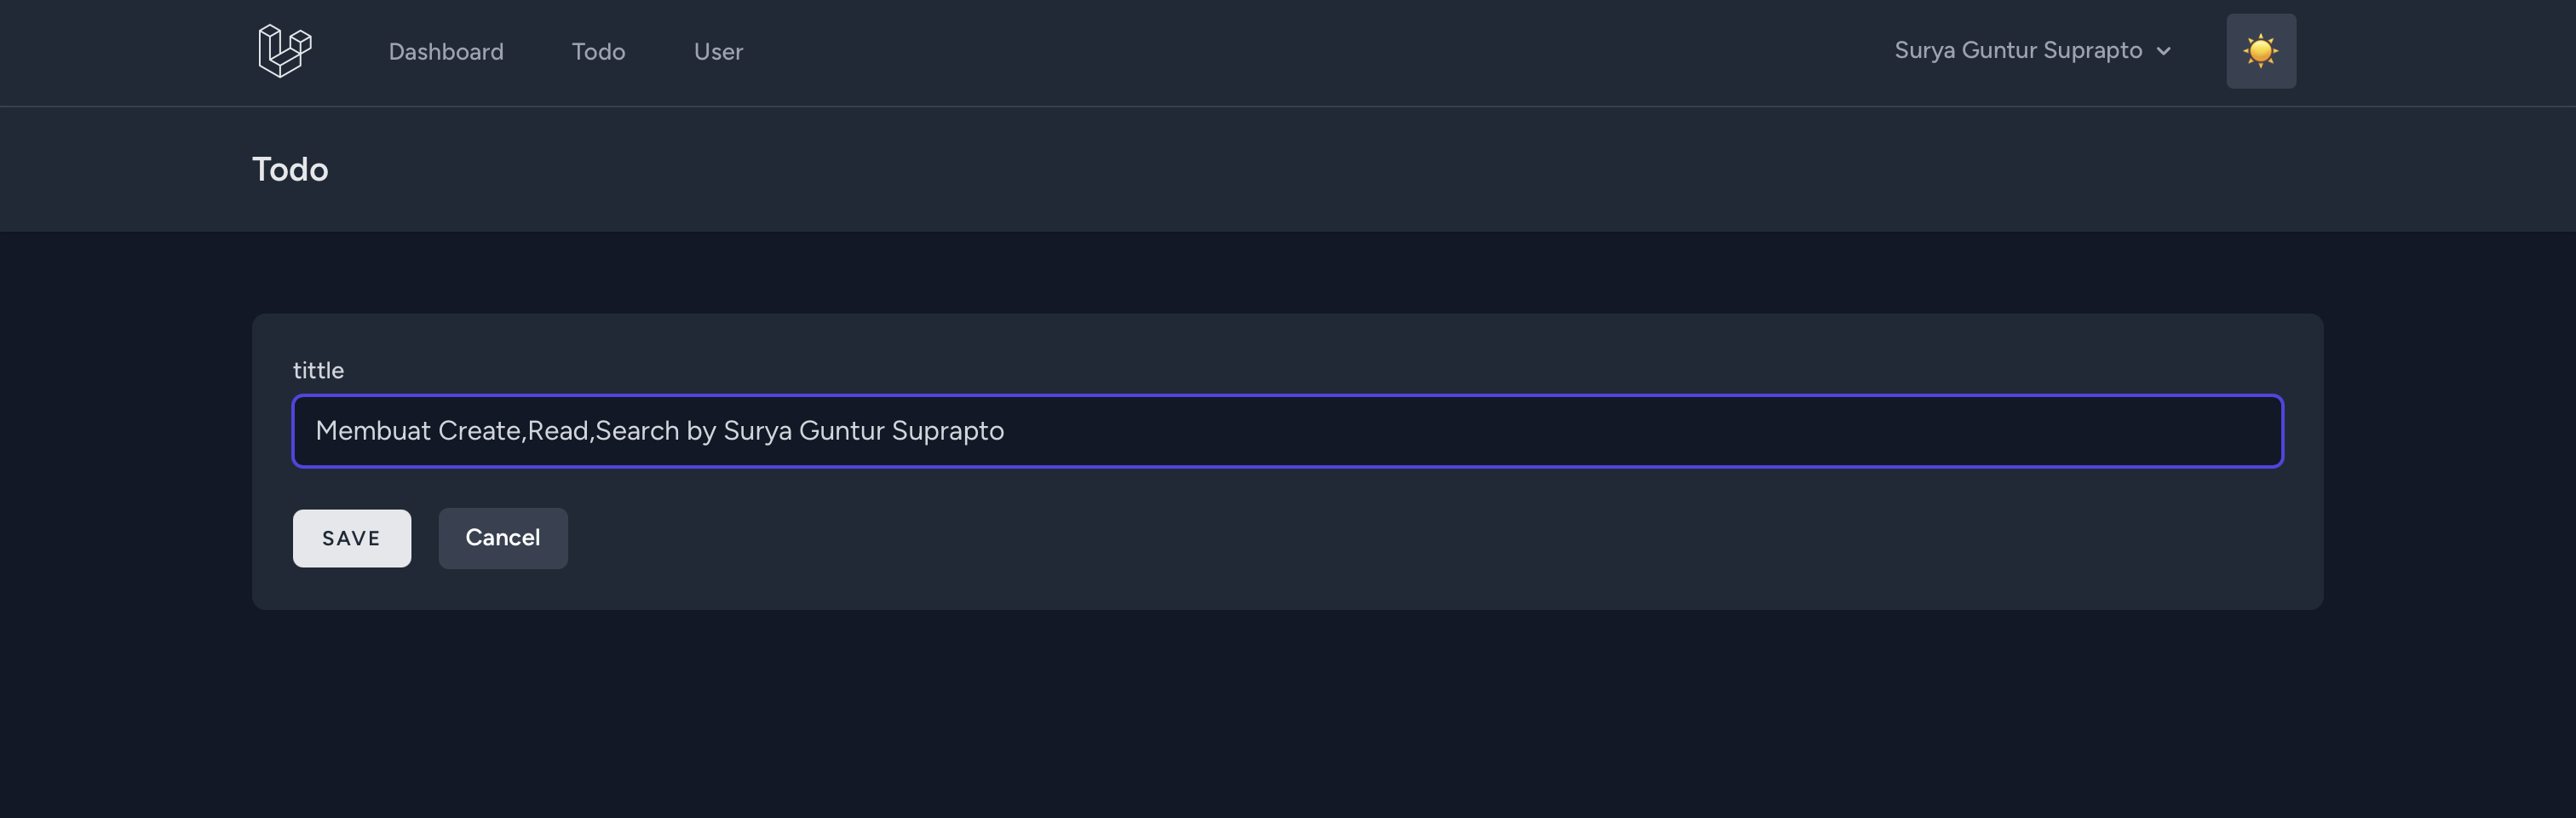 Dashboard Todo User Surya Guntur Suprapto
Todo
tittle
Membuat Create,Read,Search by Surya Guntur Suprapto
SAVE Cancel